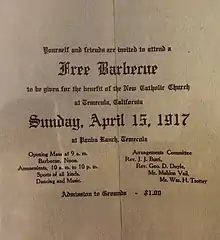 Yourself and friends are invited to attend a
Free Barbecue
to be given for the benefit of the New Catholic Church
at Temecula, California
Sunday, April 15, 1917
at Pauba Ranch, Temecula
Opening Mass at 9 a. m.
Barbecue, Noon.
Amusements, 10 a. m. to 10 p. m.
Sports of all kinds.
Dancing and Music.
Arrangements Committee
Rev. J. J. Burri,
Rev. Geo. D. Doyle,
Mr. Mahlon Vail,
Mr. Wm. H. Trotter
Admission to Grounds - $1.00